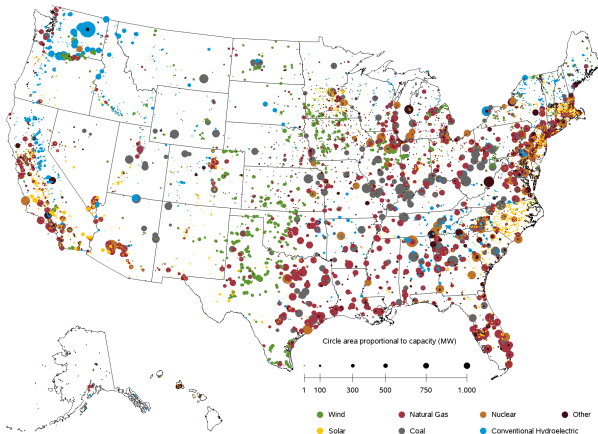 Circle area proportional to capacity (MW)
1 100 300 500 750 1,000
Wind Natural Gas Nuclear Other
Solar Coal Conventional Hydroelectric